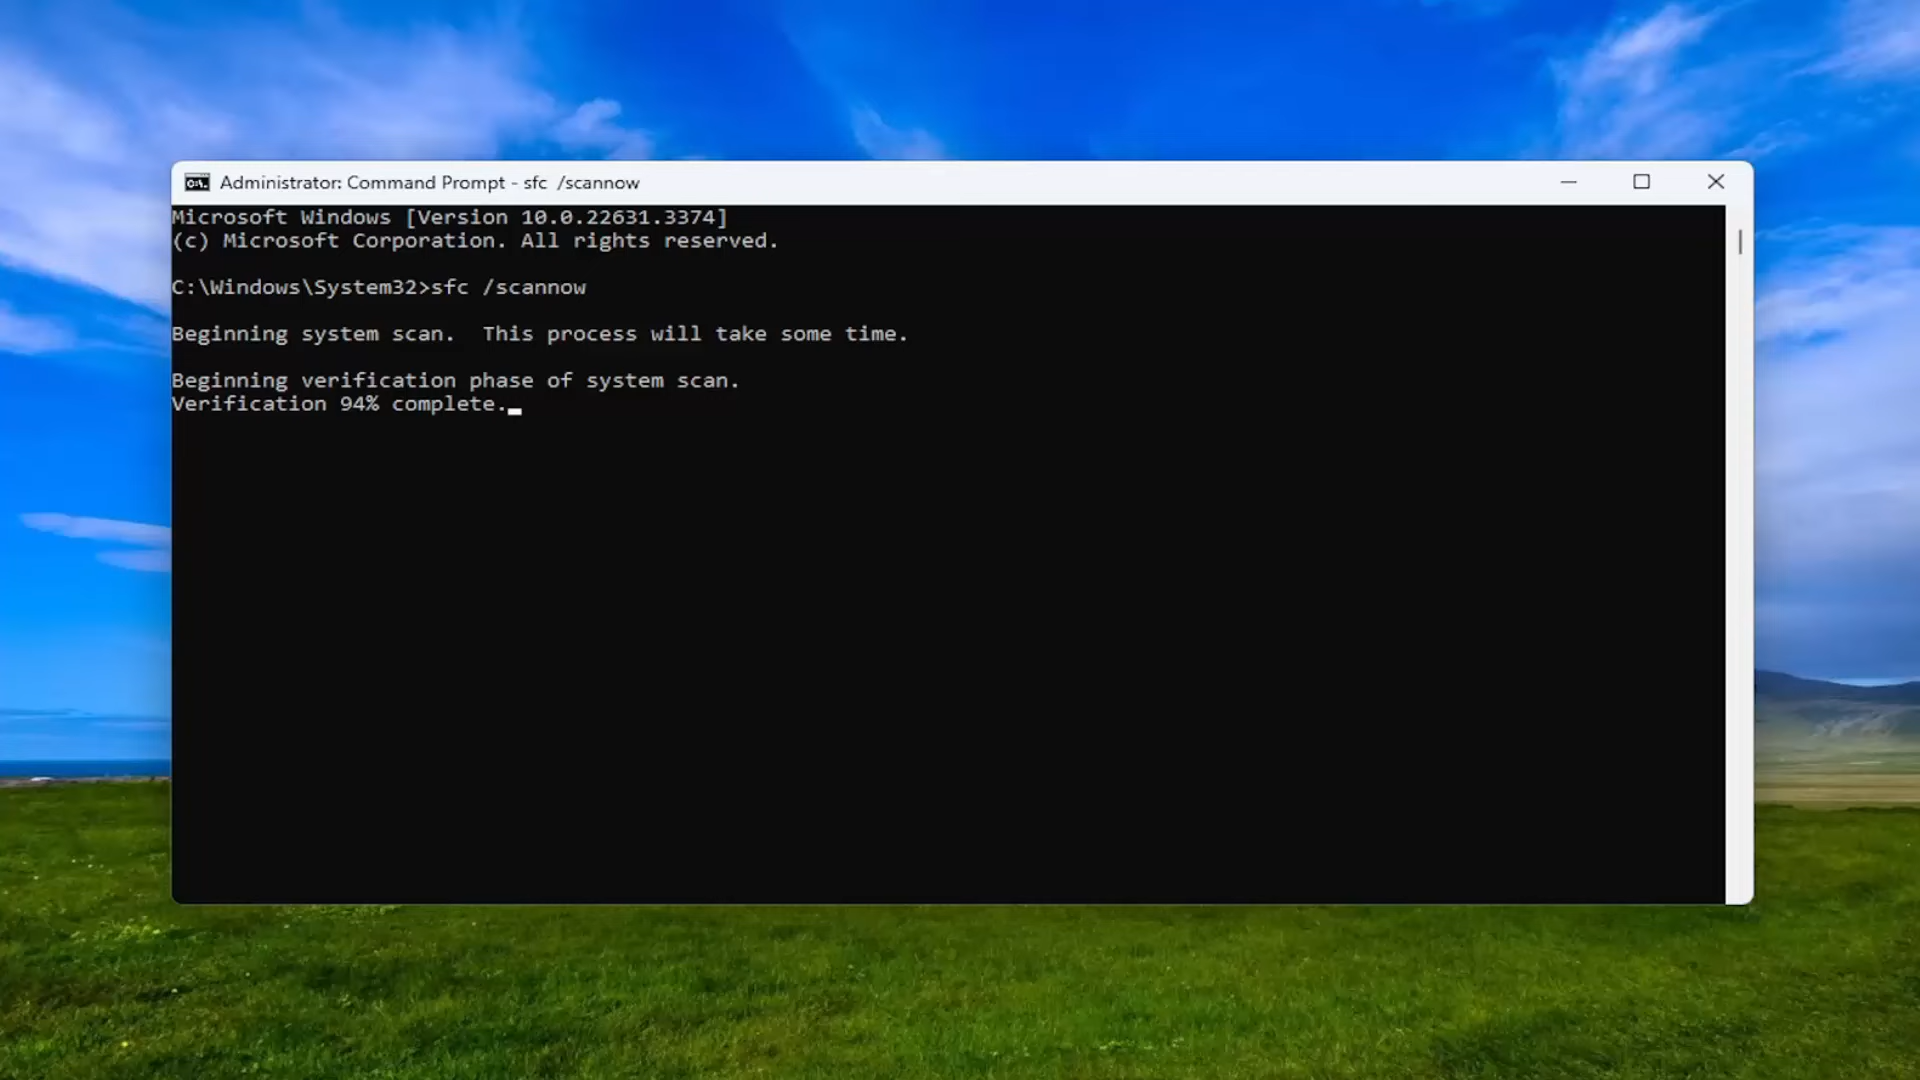 Administrator: Command Prompt - sfc  /scannow
Microsoft Windows [Version 10.0.22631.3374]
(c) Microsoft Corporation. All rights reserved.
C:\Windows\System32>sfc /scannow
Beginning system scan.  This process will take some time.
Beginning verification phase of system scan.
Verification 94% complete.